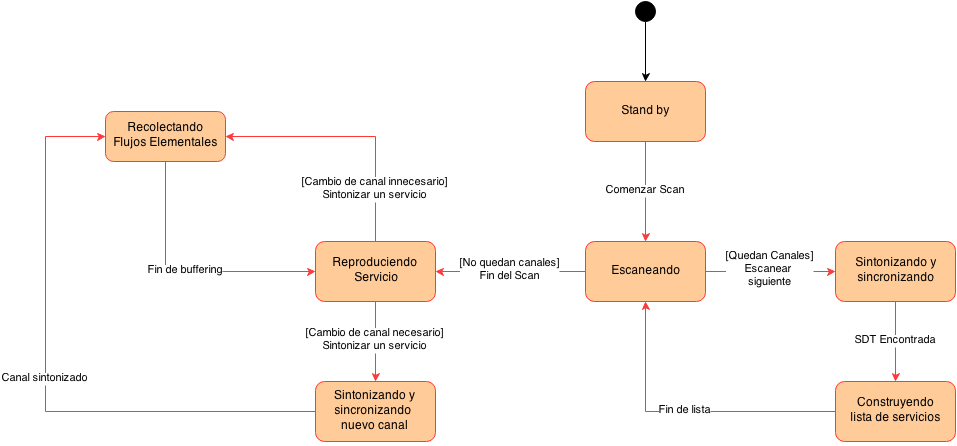 Stand by
Recolectando
Flujos Elementales
[Cambio de canal innecesario]
Sintonizar un servicio
Comenzar Scan
Fin de buffering
Reproduciendo
Servicio
[No quedan canales]
Fin del Scan
Escaneando
[Quedan Canales]
Escanear
siguiente
Sintonizando y
sincronizando
[Cambio de canal necesario]
Sintonizar un servicio
SDT Encontrada
Canal sintonizado
Sintonizando y
sincronizando
nuevo canal
Fin de lista
Construyendo
lista de servicios